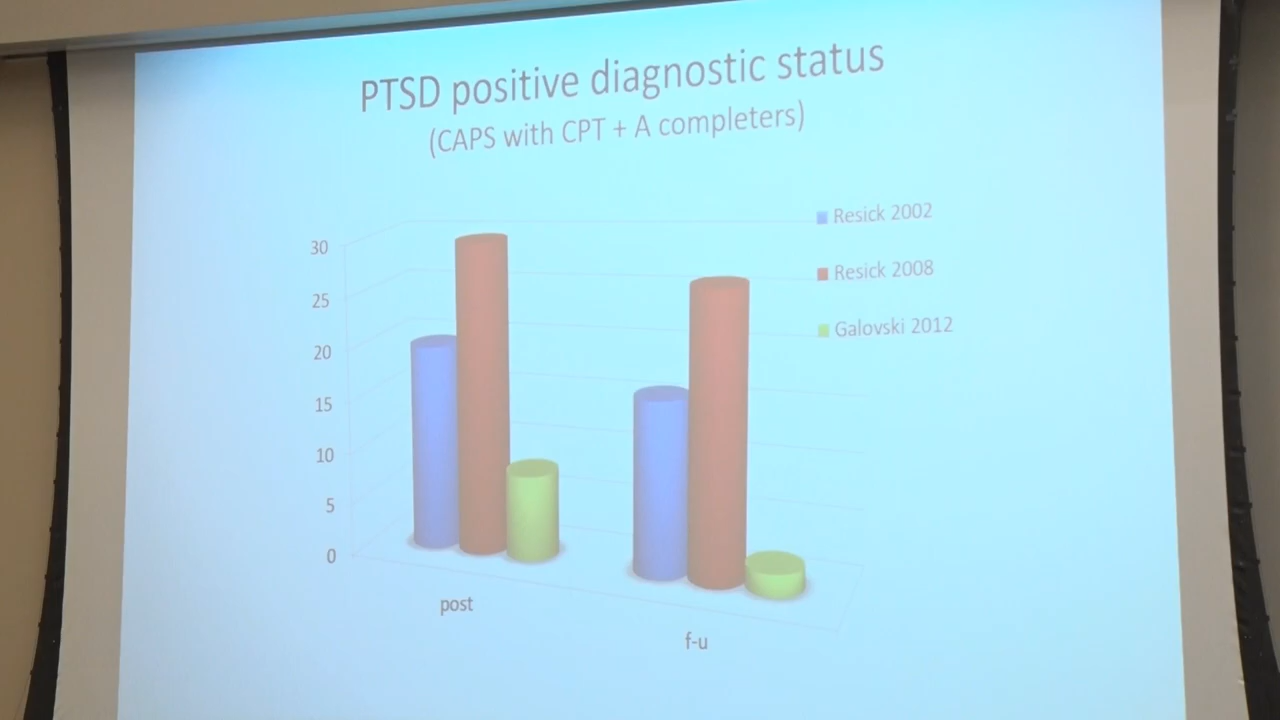 PTSD positive diagnostic status
(CAPS with CPT + A completers)
Resick 2002
Resick 2008
Galovski 2012
30
25
20
15
10
5
0
post
f-u